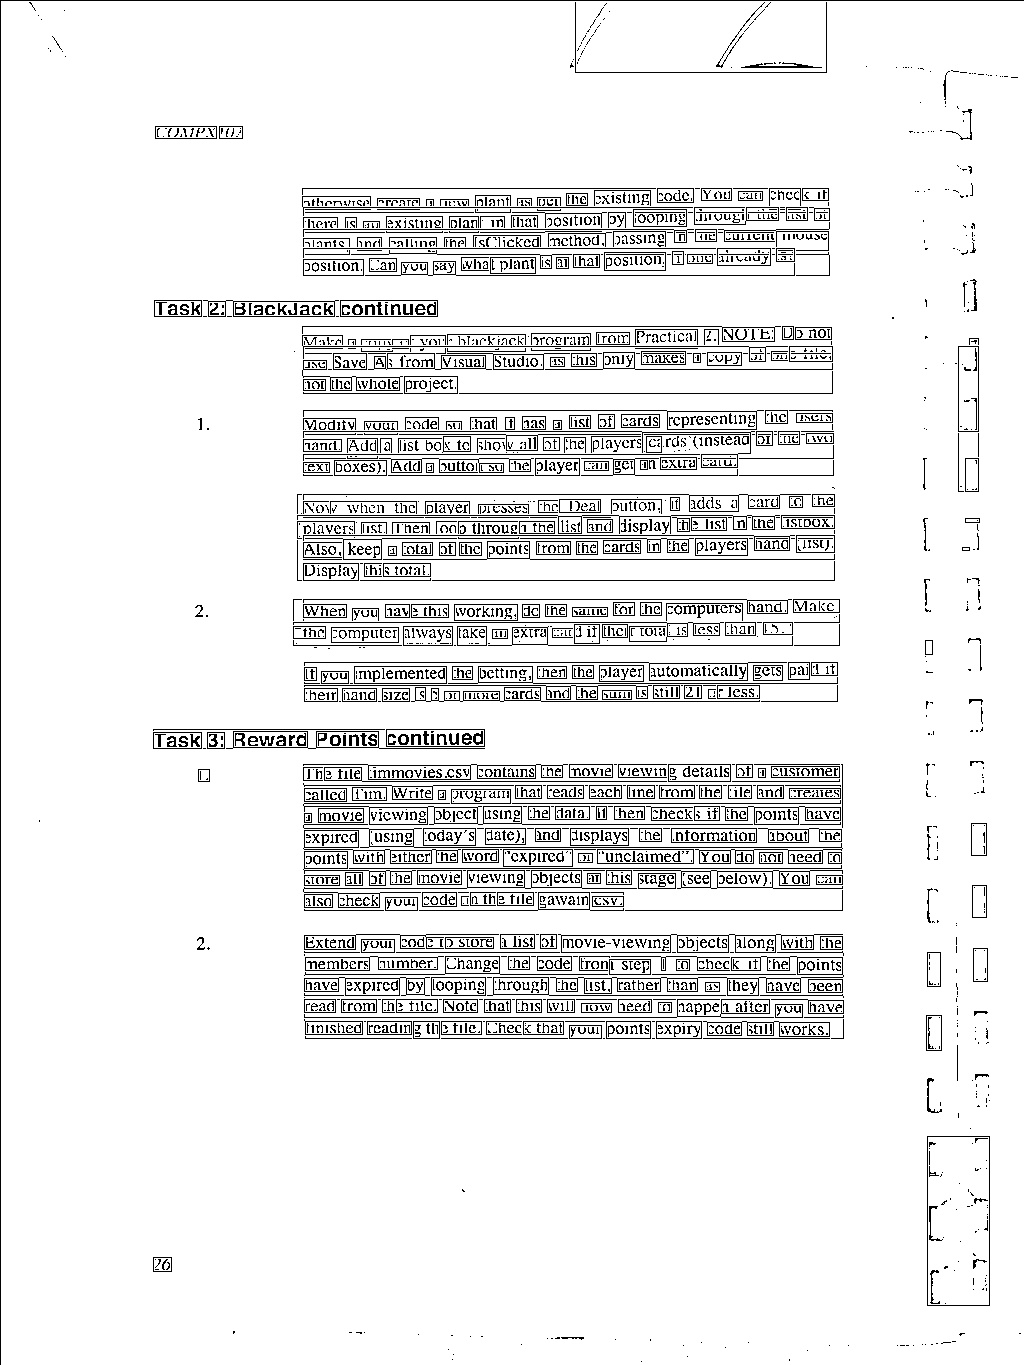 COMPX102
otherwise create a new plant as per the existing code. You can check if
there is an existing plant in that position by looping through the list of
plants and calling the IsClicked method, passing in the current mouse
position. Can you say what plant is at that position, if one already is?
Task 2: BlackJack continued
Make a copy of your blackjack program from Practical 7. NOTE: Do not
use Save As from Visual Studio, as this only makes a copy of one file,
not the whole project.
1. Modify your code so that it has a list of cards representing the users
hand. Add a list box to show all of the players cards (instead of the two
text boxes). Add a button so the player can get an extra card.
Now when the player presses the Deal button, it adds a card to the
players list. Then loop through the list and display the list in the listbox.
Also, keep a total of the points from the cards in the players hand (list).
Display this total.
2. When you have this working, do the same for the computers hand. Make
the computer always take an extra card if their total is less than 15.
If you implemented the betting, then the player automatically gets paid if
their hand size is 5 or more cards and the sum is still 21 or less.
Task 3: Reward Points continued
1. The file timmovies.csv contains the movie viewing details of a customer
called Tim. Write a program that reads each line from the file and creates
a movie viewing object using the data. It then checks if the points have
expired (using today's date), and displays the information about the
points with either the word "expired" or "unclaimed". You do not need to
store all of the movie viewing objects at this stage (see below). You can
also check your code on the file gawain.csv.
2. Extend your code to store a list of movie-viewing objects along with the
members number. Change the code from step 1 to check if the points
have expired by looping through the list, rather than as they have been
read from the file. Note that this will now need to happen after you have
finished reading the file. Check that your points expiry code still works.
26